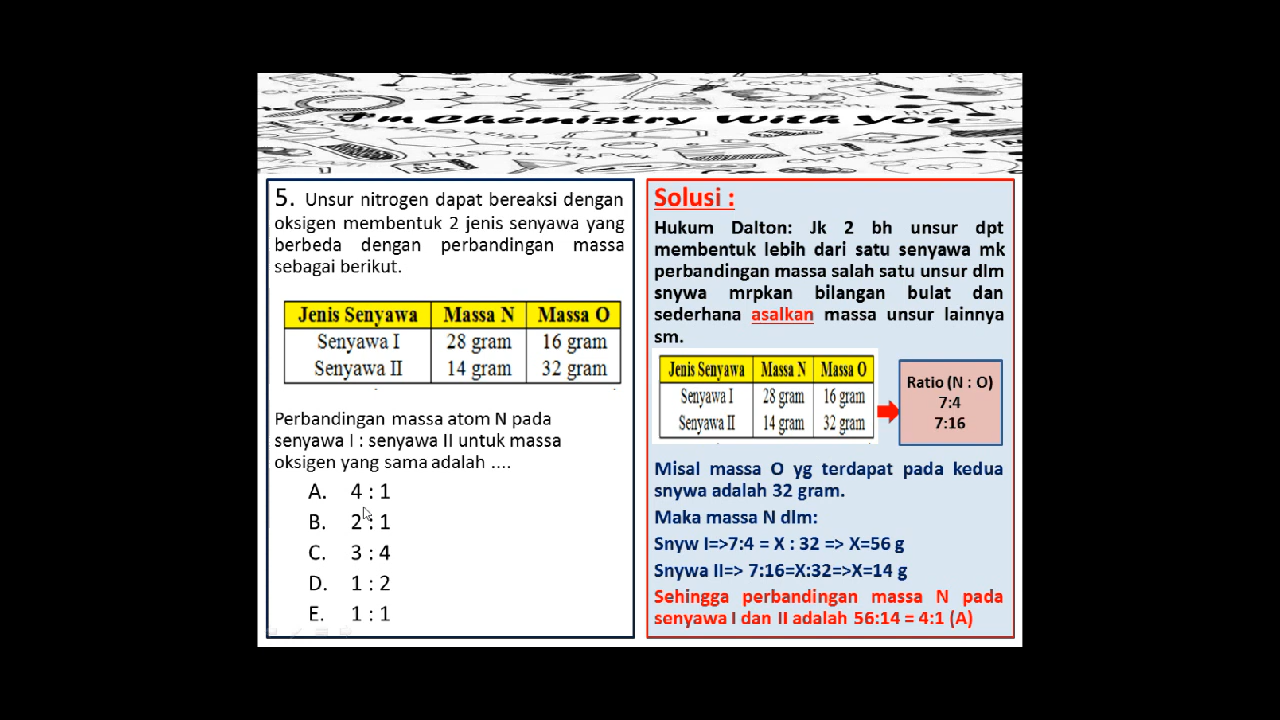 I'm Chemistry With You
5. Unsur nitrogen dapat bereaksi dengan
oksigen membentuk 2 jenis senyawa yang
berbeda dengan perbandingan massa
sebagai berikut.
Jenis Senyawa Massa N Massa O
Senyawa I 28 gram 16 gram
Senyawa II 14 gram 32 gram
Perbandingan massa atom N pada
senyawa I : senyawa II untuk massa
oksigen yang sama adalah ....
A. 4 : 1
B. 2 : 1
C. 3 : 4
D. 1 : 2
E. 1 : 1
Solusi :
Hukum Dalton: Jk 2 bh unsur dpt
membentuk lebih dari satu senyawa mk
perbandingan massa salah satu unsur dlm
snywa mrpkan bilangan bulat dan
sederhana asalkan massa unsur lainnya
sm.
Jenis Senyawa Massa N Massa O
Senyawa I 28 gram 16 gram
Senyawa II 14 gram 32 gram
Ratio (N : O)
7:4
7:16
Misal massa O yg terdapat pada kedua
snywa adalah 32 gram.
Maka massa N dlm:
Snyw I=>7:4 = X : 32 => X=56 g
Snywa II=> 7:16=X:32=>X=14 g
Sehingga perbandingan massa N pada
senyawa I dan II adalah 56:14 = 4:1 (A)